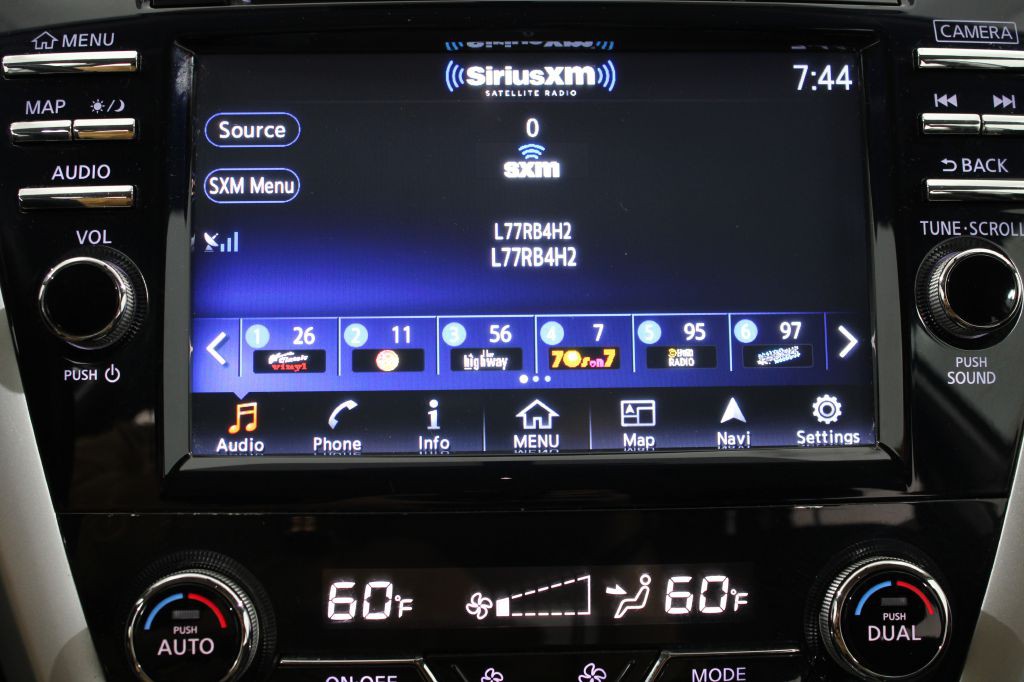 MENU
CAMERA
SiriusXM
SATELLITE RADIO
7:44
MAP
Source
0
sxm
AUDIO
SXM Menu
BACK
VOL
L77RB4H2
L77RB4H2
TUNE·SCROLL
1 26 2 11 3 56 4 7 5 95 6 97
vinyl
the highway
70s on 7
RADIO
PUSH
PUSH
SOUND
Audio Phone Info MENU Map Navi Settings
60°F 60°F
PUSH
AUTO
PUSH
DUAL
ON·OFF
MODE